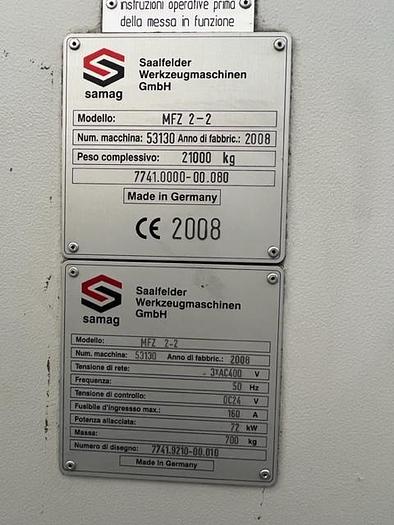 instruzioni operative prima
della messa in funzione
samag
Saalfelder
Werkzeugmaschinen
GmbH
Modello: MFZ 2-2
Num. macchina: 53130 Anno di fabbric.: 2008
Peso complessivo: 21000 kg
7741.0000-00.080
Made in Germany
CE 2008
samag
Saalfelder
Werkzeugmaschinen
GmbH
Modello: MFZ 2-2
Num. macchina: 53130 Anno di fabbric.: 2008
Tensione di rete: 3*AC400 V
Frequenza: 50 Hz
Tensione di controllo: DC24 V
Fusibile d'ingressso max.: 160 A
Potenza allacciata: 72 kW
Massa: 700 kg
Numero di disegno: 7741.9210-00.010
Made in Germany